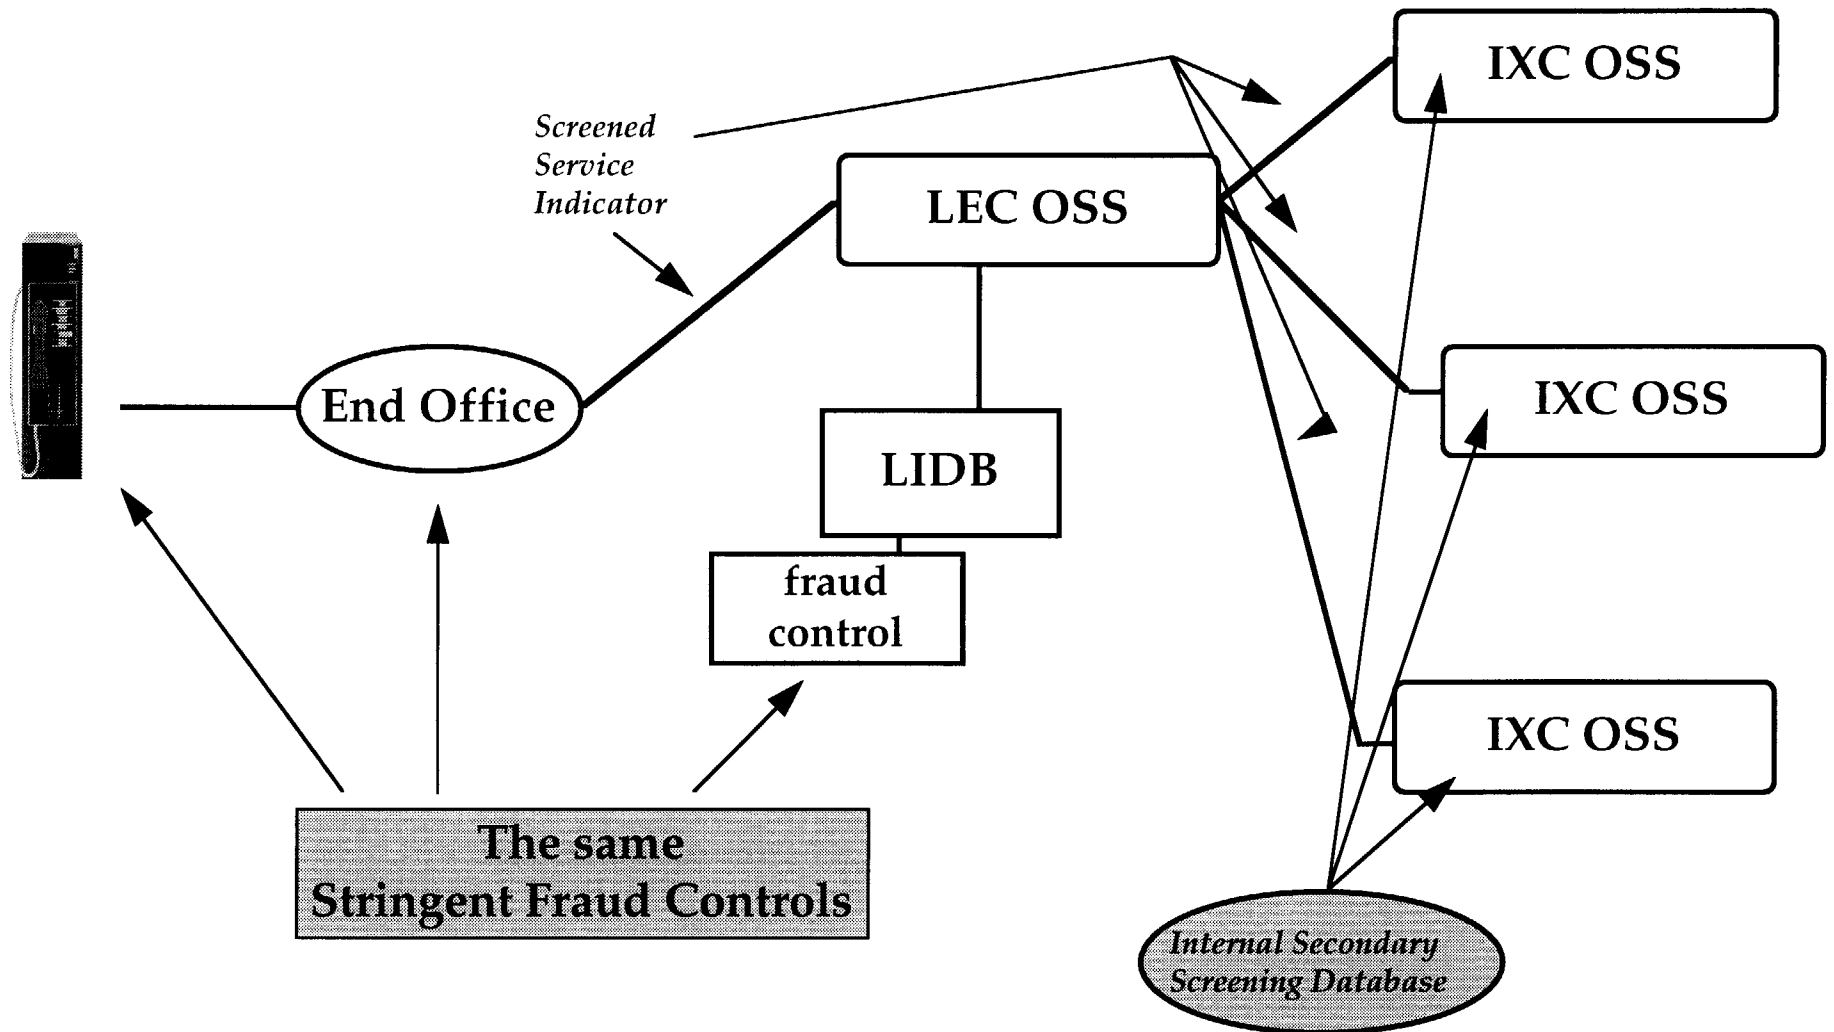 IXC OSS
Screened
Service
Indicator
LEC OSS
End Office
IXC OSS
LIDB
fraud
control
IXC OSS
The same
Stringent Fraud Controls
Internal Secondary
Screening Database